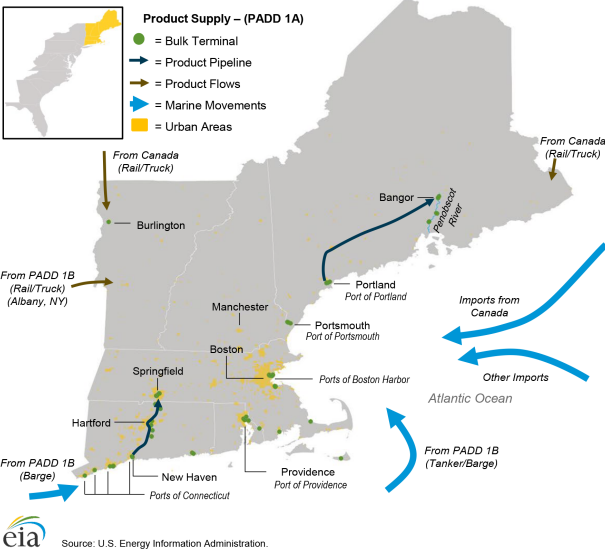 Product Supply – (PADD 1A)
= Bulk Terminal
= Product Pipeline
= Product Flows
= Marine Movements
= Urban Areas
From Canada
(Rail/Truck)
From Canada
(Rail/Truck)
Bangor
Penobscot
River
Burlington
From PADD 1B
(Rail/Truck)
(Albany, NY)
Portland
Port of Portland
Imports from
Canada
Manchester
Portsmouth
Port of Portsmouth
Boston
Springfield
Ports of Boston Harbor
Other Imports
Atlantic Ocean
Hartford
From PADD 1B
(Tanker/Barge)
From PADD 1B
(Barge)
New Haven
Ports of Connecticut
Providence
Port of Providence
eia
Source: U.S. Energy Information Administration.